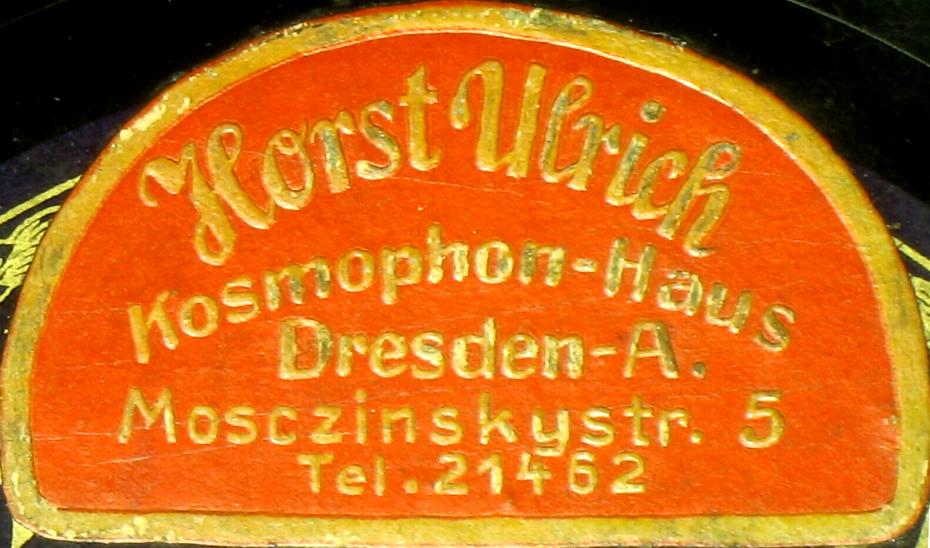 Horst Ulrich
Kosmophon-Haus
Dresden-A.
Mosczinskystr. 5
Tel. 21462